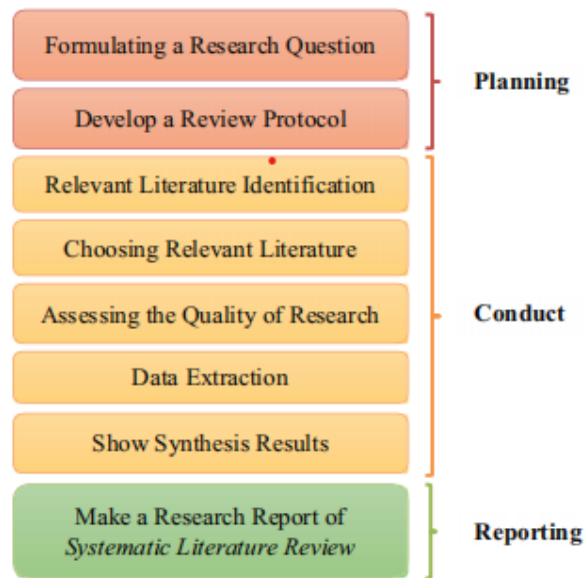 Formulating a Research Question
Develop a Review Protocol
Planning
Relevant Literature Identification
Choosing Relevant Literature
Assessing the Quality of Research
Data Extraction
Show Synthesis Results
Conduct
Make a Research Report of
Systematic Literature Review
Reporting